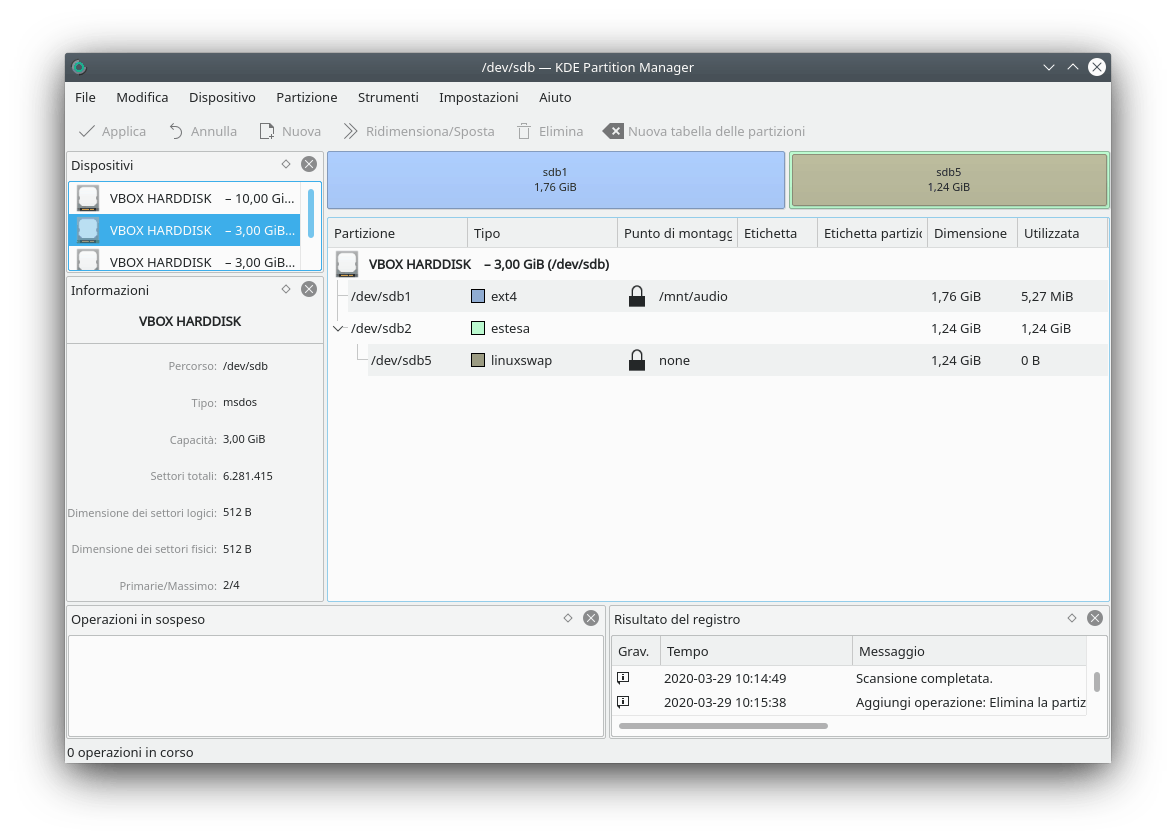 /dev/sdb — KDE Partition Manager
File Modifica Dispositivo Partizione Strumenti Impostazioni Aiuto
Applica Annulla Nuova Ridimensiona/Sposta Elimina Nuova tabella delle partizioni
Dispositivi
VBOX HARDDISK – 10,00 Gi...
VBOX HARDDISK – 3,00 GiB...
VBOX HARDDISK – 3,00 GiB...
Informazioni
VBOX HARDDISK
Percorso: /dev/sdb
Tipo: msdos
Capacità: 3,00 GiB
Settori totali: 6.281.415
Dimensione dei settori logici: 512 B
Dimensione dei settori fisici: 512 B
Primarie/Massimo: 2/4
sdb1
1,76 GiB
sdb5
1,24 GiB
Partizione Tipo Punto di montagg Etichetta Etichetta partizic Dimensione Utilizzata
VBOX HARDDISK – 3,00 GiB (/dev/sdb)
/dev/sdb1 ext4 /mnt/audio 1,76 GiB 5,27 MiB
/dev/sdb2 estesa 1,24 GiB 1,24 GiB
/dev/sdb5 linuxswap none 1,24 GiB 0 B
Operazioni in sospeso
Risultato del registro
Grav. Tempo Messaggio
2020-03-29 10:14:49 Scansione completata.
2020-03-29 10:15:38 Aggiungi operazione: Elimina la partiz
0 operazioni in corso